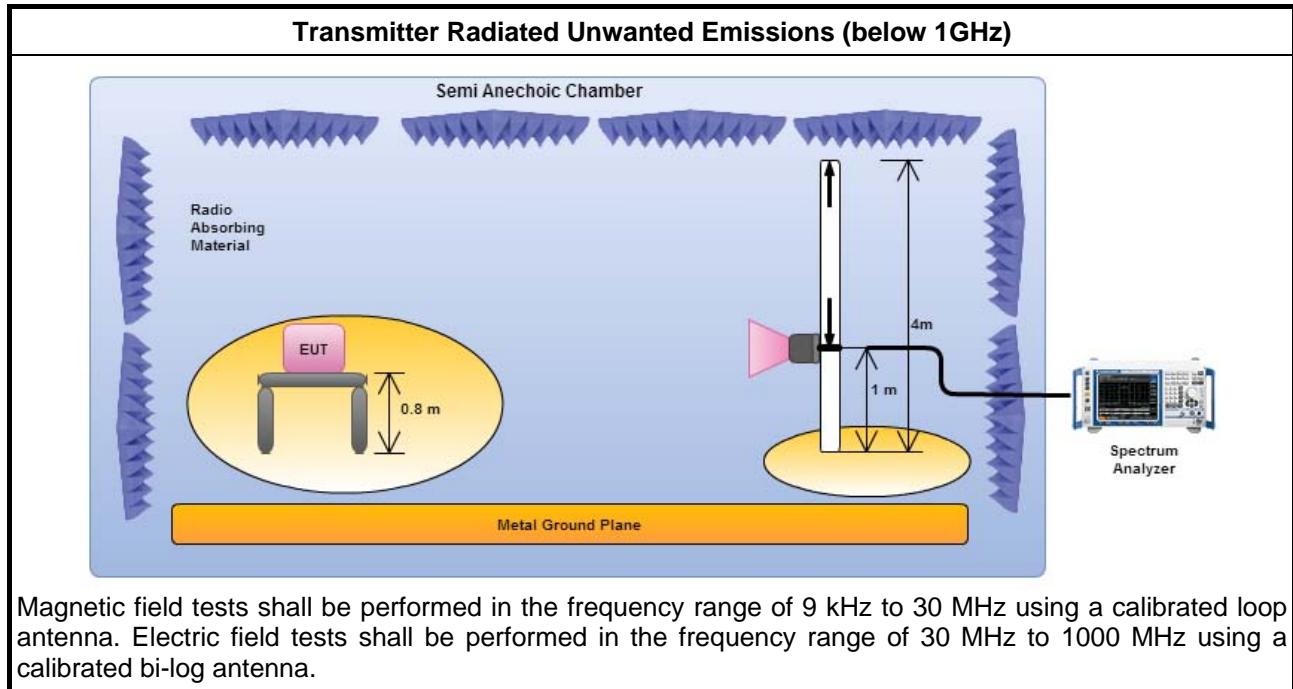 Transmitter Radiated Unwanted Emissions (below 1GHz)
Semi Anechoic Chamber
Radio
Absorbing
Material
EUT
0.8 m
4m
1 m
Spectrum
Analyzer
Metal Ground Plane
Magnetic field tests shall be performed in the frequency range of 9 kHz to 30 MHz using a calibrated loop
antenna. Electric field tests shall be performed in the frequency range of 30 MHz to 1000 MHz using a
calibrated bi-log antenna.